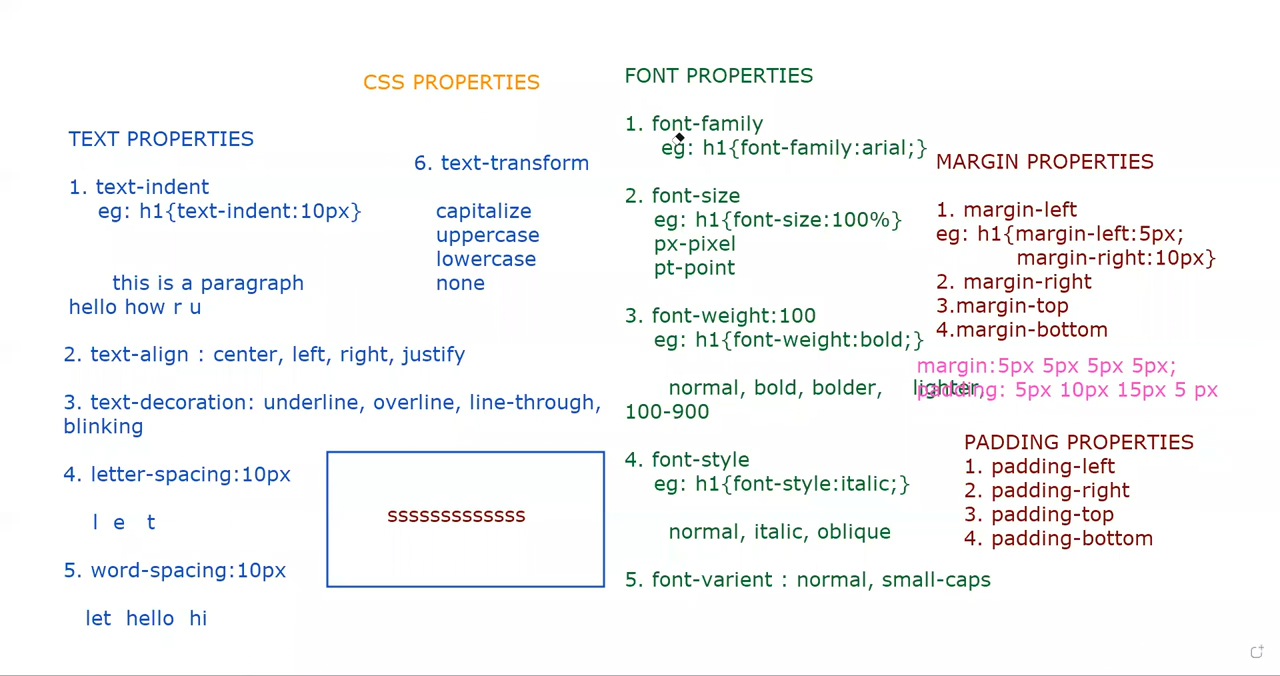 CSS PROPERTIES
TEXT PROPERTIES
1. text-indent
eg: h1{text-indent:10px}
this is a paragraph
hello how r u
2. text-align : center, left, right, justify
3. text-decoration: underline, overline, line-through,
blinking
4. letter-spacing:10px
l e t
5. word-spacing:10px
let hello hi
6. text-transform
capitalize
uppercase
lowercase
none
sssssssssssss
FONT PROPERTIES
1. font-family
eg: h1{font-family:arial;}
2. font-size
eg: h1{font-size:100%}
px-pixel
pt-point
3. font-weight:100
eg: h1{font-weight:bold;}
normal, bold, bolder, lighter,
100-900
4. font-style
eg: h1{font-style:italic;}
normal, italic, oblique
5. font-varient : normal, small-caps
MARGIN PROPERTIES
1. margin-left
eg: h1{margin-left:5px;
margin-right:10px}
2. margin-right
3.margin-top
4.margin-bottom
margin:5px 5px 5px 5px;
padding: 5px 10px 15px 5 px
PADDING PROPERTIES
1. padding-left
2. padding-right
3. padding-top
4. padding-bottom